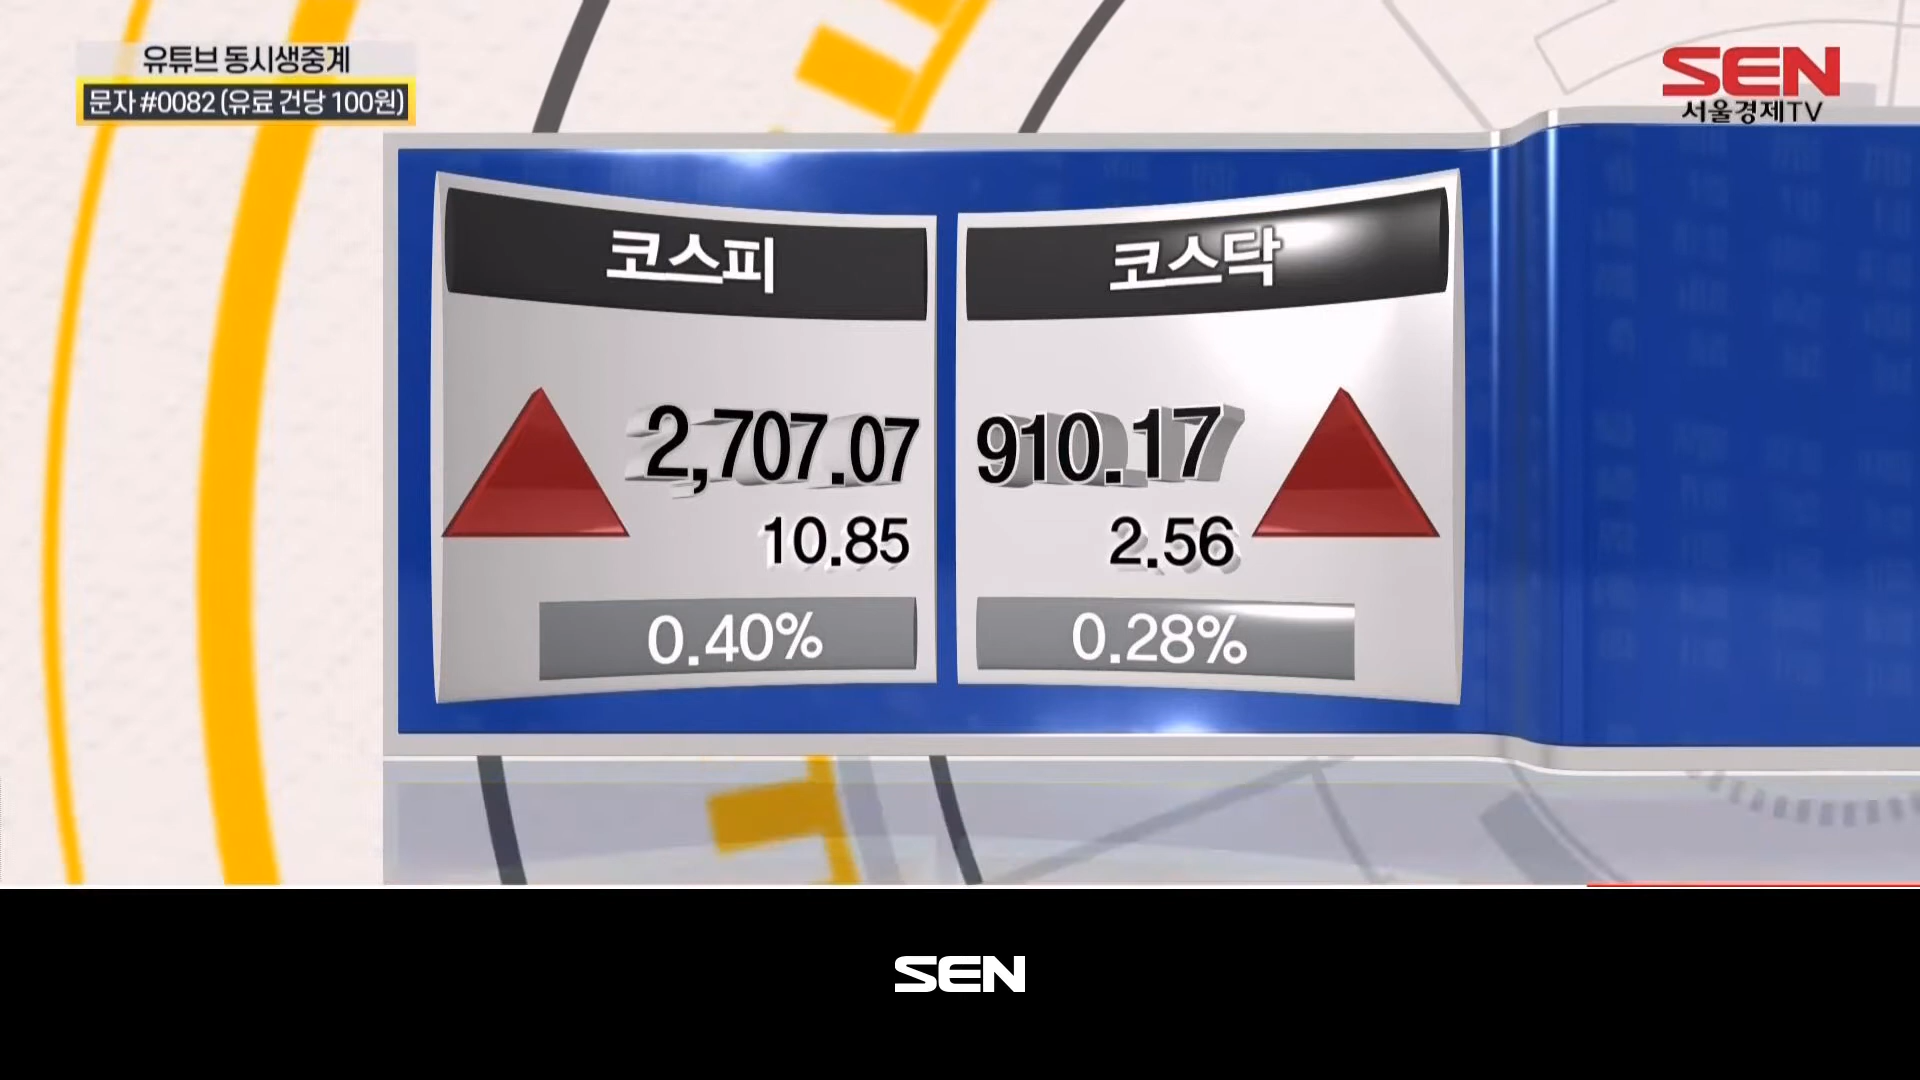 유튜브 동시생중계
문자 #0082 (유료 건당 100원)
SEN
서울경제TV
코스피
2,707.07
10.85
0.40%
코스닥
910.17
2.56
0.28%
SEN